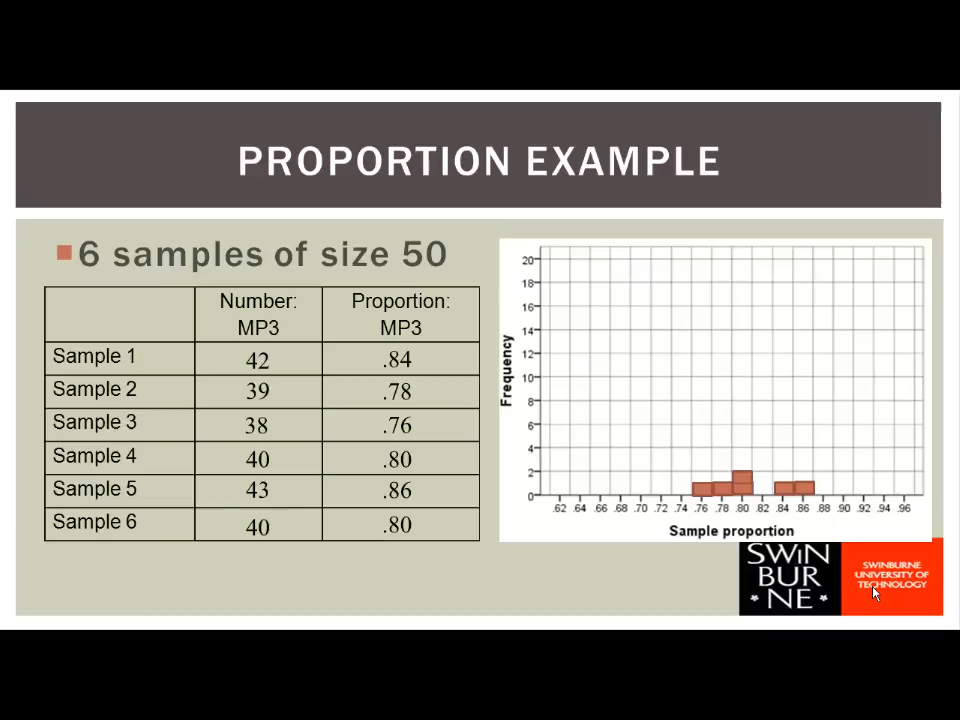 PROPORTION EXAMPLE
6 samples of size 50
Number: MP3 Proportion: MP3
Sample 1 42 .84
Sample 2 39 .78
Sample 3 38 .76
Sample 4 40 .80
Sample 5 43 .86
Sample 6 40 .80
Frequency
20
18
16
14
12
10
8
6
4
2
0
.62 .64 .66 .68 .70 .72 .74 .76 .78 .80 .82 .84 .86 .88 .90 .92 .94 .96
Sample proportion
SWIN
BUR
NE
SWINBURNE
UNIVERSITY OF
TECHNOLOGY